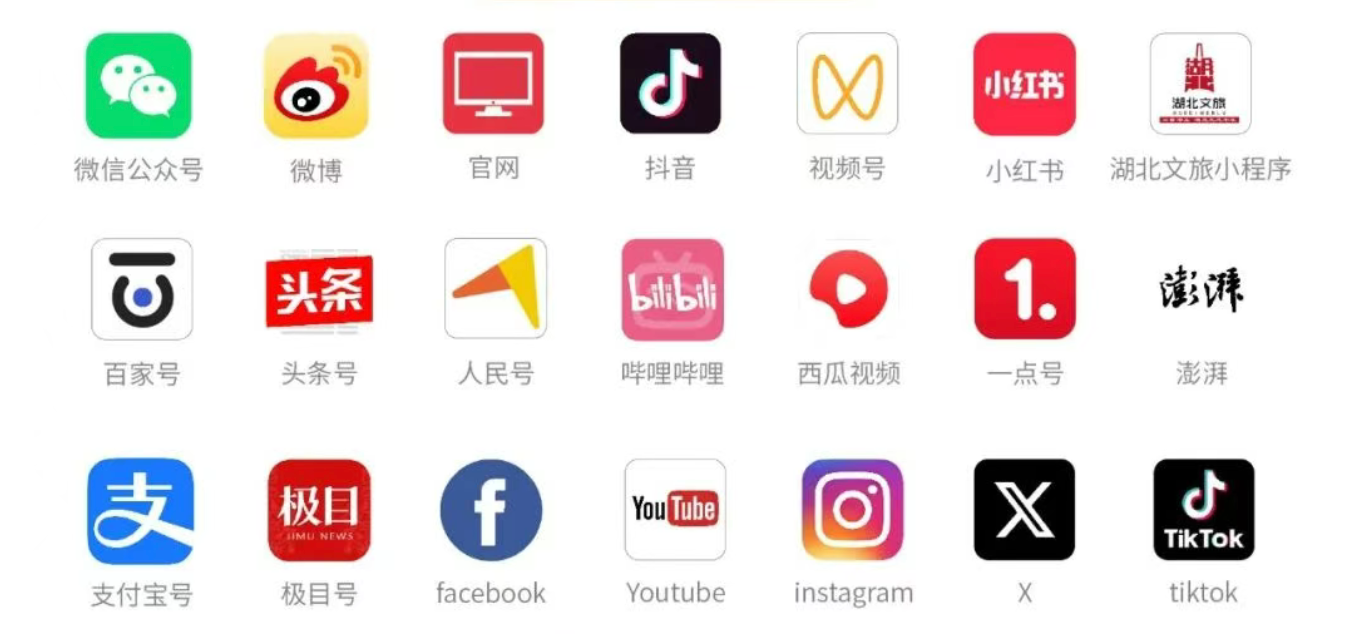 小红书
湖北
湖北文旅
微信公众号
微博
官网
抖音
视频号
小红书
湖北文旅小程序
头条
bilibili
1.
澎湃
百家号
头条号
人民号
哔哩哔哩
西瓜视频
一点号
澎湃
支
极目
JIMU NEWS
f
YouTube
X
TikTok
支付宝号
极目号
facebook
Youtube
instagram
X
tiktok